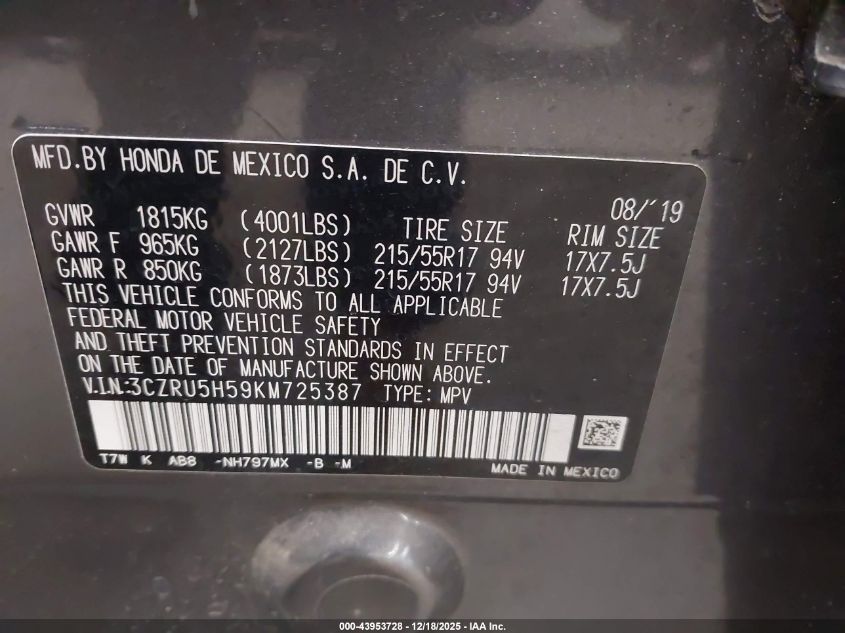 MFD.BY HONDA DE MEXICO S.A. DE C.V.
08/'19
GVWR 1815KG (4001LBS) TIRE SIZE RIM SIZE
GAWR F 965KG (2127LBS) 215/55R17 94V 17X7.5J
GAWR R 850KG (1873LBS) 215/55R17 94V 17X7.5J
THIS VEHICLE CONFORMS TO ALL APPLICABLE
FEDERAL MOTOR VEHICLE SAFETY
AND THEFT PREVENTION STANDARDS IN EFFECT
ON THE DATE OF MANUFACTURE SHOWN ABOVE.
V.I.N.:3CZRU5H59KM725387 TYPE: MPV
T7W K AB8 -NH797MX -B -M
MADE IN MEXICO
000-43953728 - 12/18/2025 - IAA Inc.